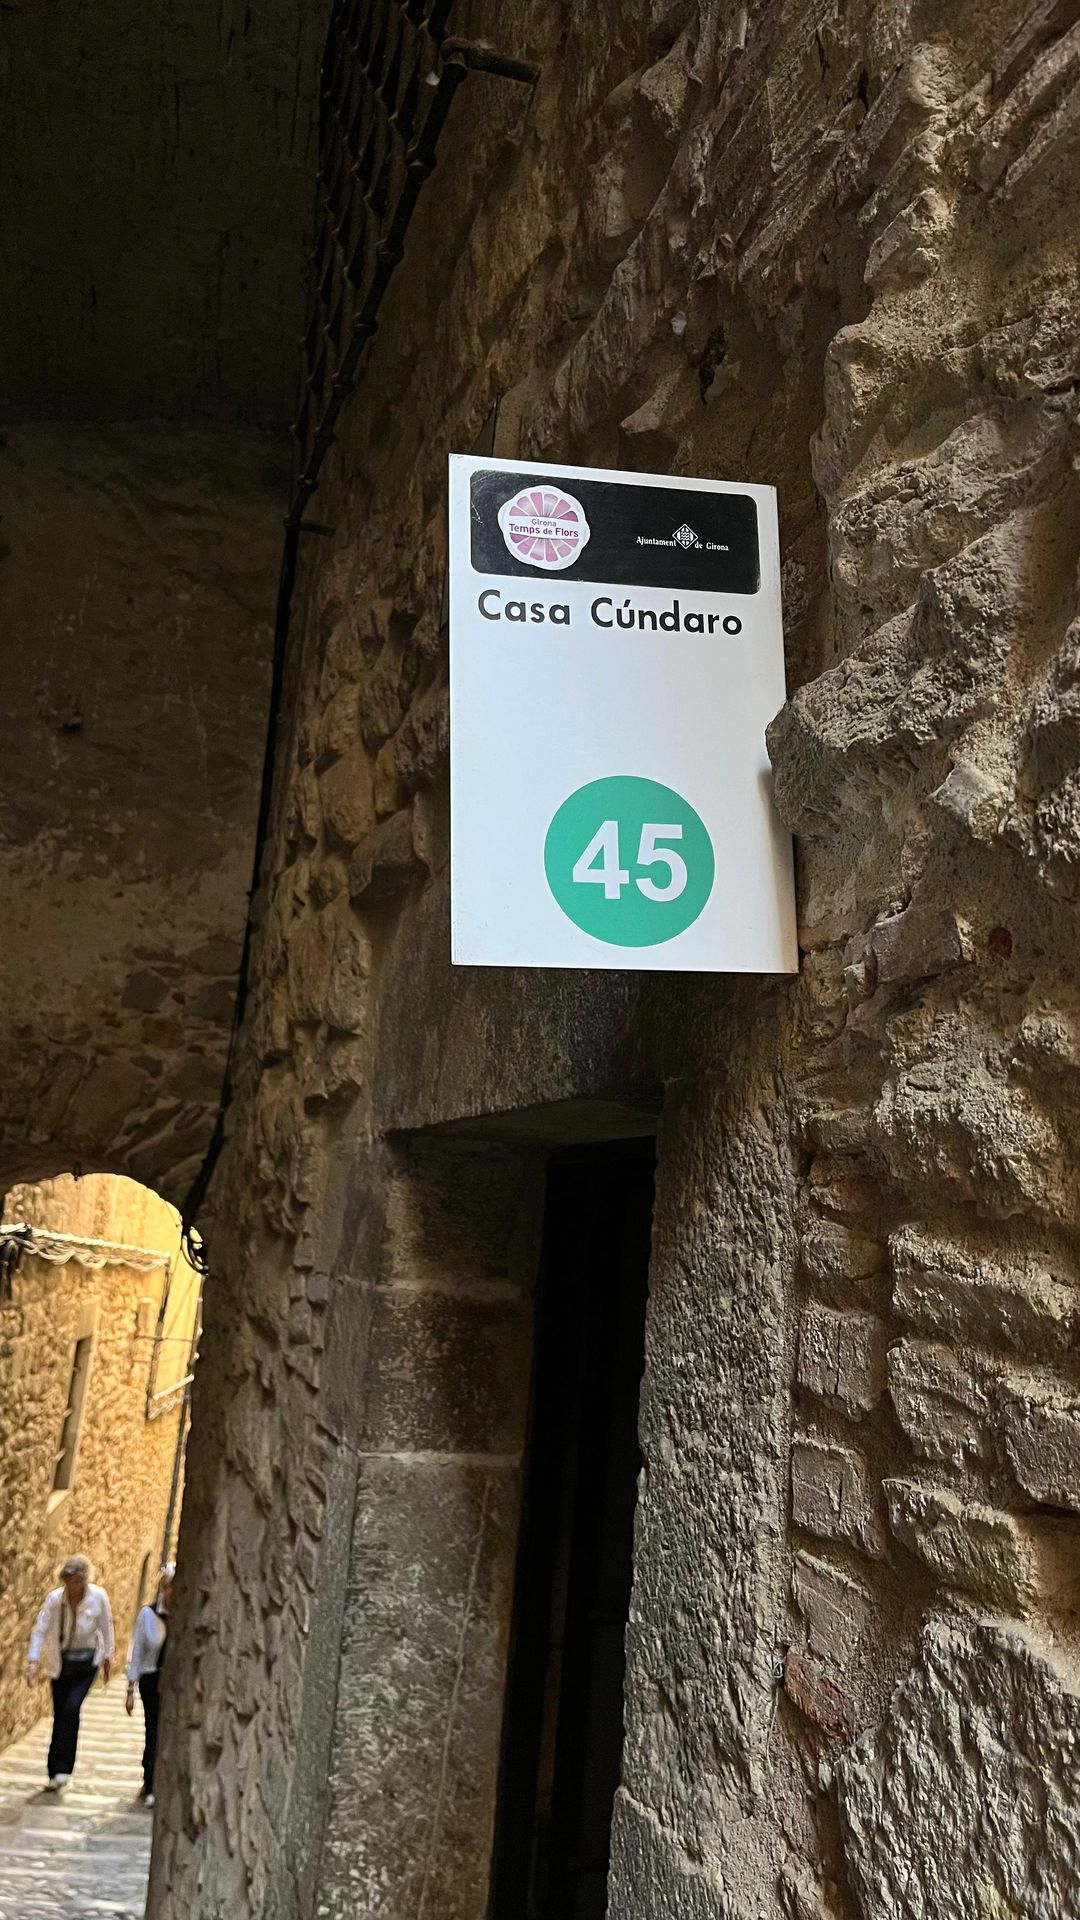 Girona
Temps de Flors
Ajuntament de Girona
Casa Cúndaro
45